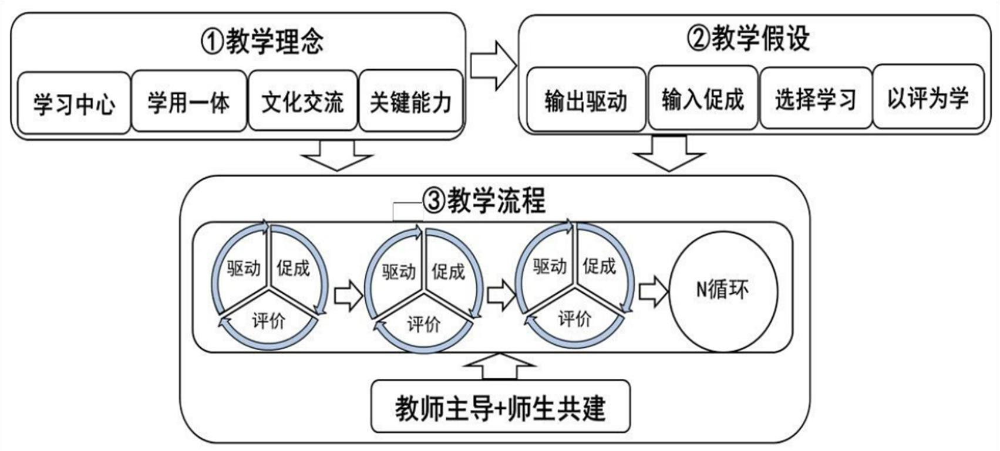 ①教学理念
学习中心 学用一体 文化交流 关键能力
②教学假设
输出驱动 输入促成 选择学习 以评为学
③教学流程
驱动 促成
评价
驱动 促成
评价
驱动 促成
评价
N循环
教师主导+师生共建